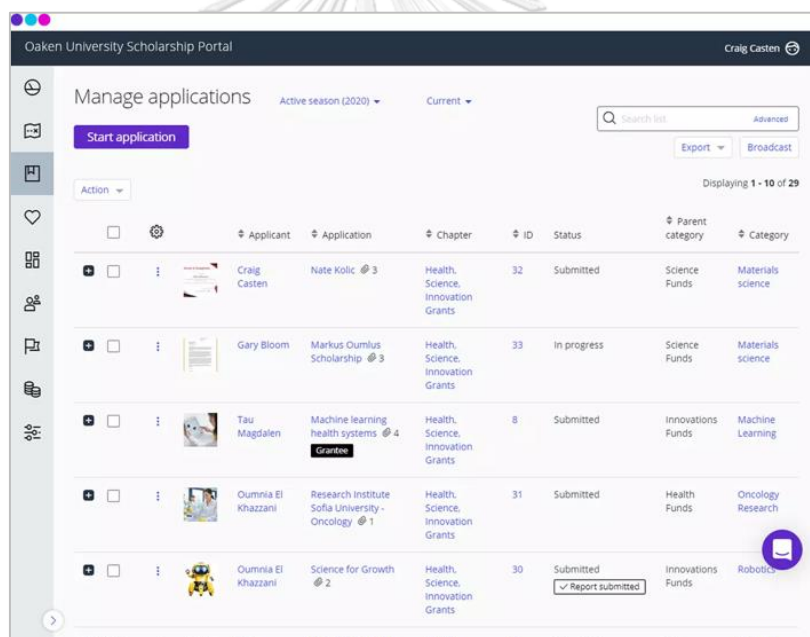 Oaken University Scholarship Portal
Craig Casten
Manage applications
Active season (2020)
Current
Search list
Advanced
Start application
Export
Broadcast
Action
Displaying 1 - 10 of 29
Applicant
Application
Chapter
ID
Status
Parent
category
Category
Craig
Casten
Nate Kolic 3
Health,
Science,
Innovation
Grants
32
Submitted
Science
Funds
Materials
science
Gary Bloom
Markus Oumlus
Scholarship 3
Health,
Science,
Innovation
Grants
33
In progress
Science
Funds
Materials
science
Tau
Magdalen
Machine learning
health systems 4
Grantee
Health,
Science,
Innovation
Grants
8
Submitted
Innovations
Funds
Machine
Learning
Oumnia El
Khazzani
Research Institute
Sofia University -
Oncology 1
Health,
Science,
Innovation
Grants
31
Submitted
Health
Funds
Oncology
Research
Oumnia El
Khazzani
Science for Growth
2
Health,
Science,
Innovation
Grants
30
Submitted
Report submitted
Innovations
Funds
Robotics